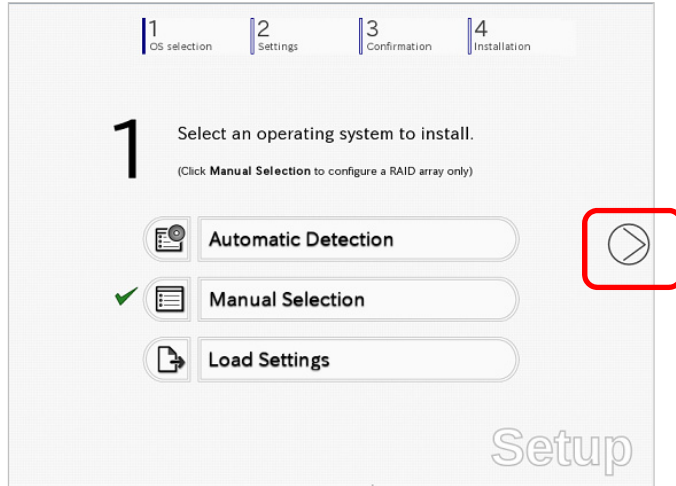 1 2 3 4
OS selection Settings Confirmation Installation
1 Select an operating system to install.
(Click Manual Selection to configure a RAID array only)
Automatic Detection
Manual Selection
Load Settings
Setup